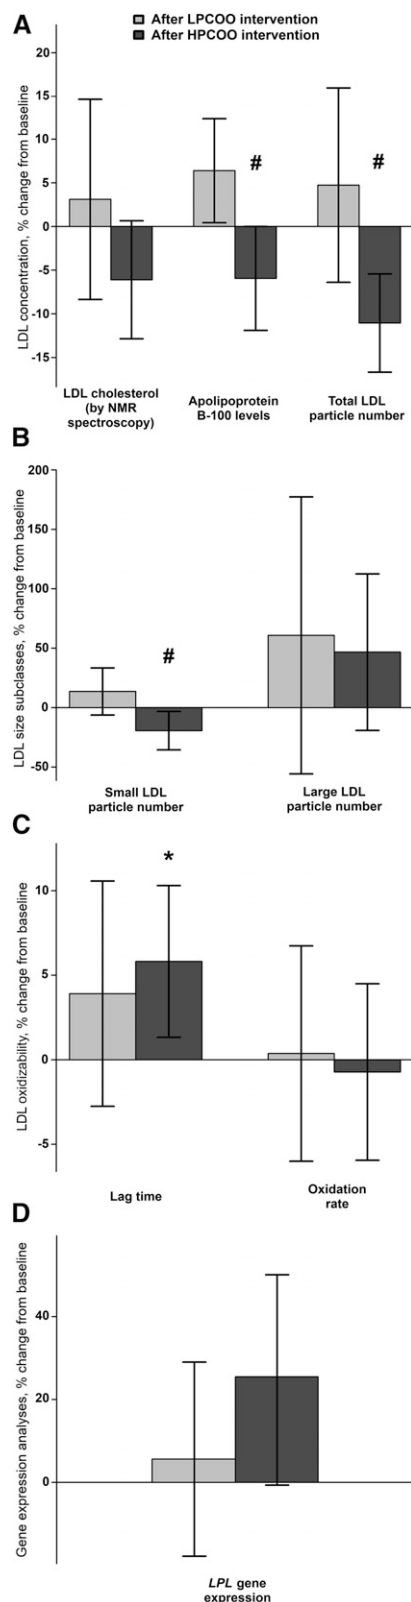 A
After LPCOO intervention
After HPCOO intervention
LDL concentration, % change from baseline
20
15
10
5
0
-5
-10
-15
#
#
LDL cholesterol
(by NMR
spectroscopy)
Apolipoprotein
B-100 levels
Total LDL
particle number
B
LDL size subclasses, % change from baseline
200
150
100
50
0
-50
#
Small LDL
particle number
Large LDL
particle number
C
LDL oxidizability, % change from baseline
10
5
0
-5
*
Lag time
Oxidation
rate
D
Gene expression analyses, % change from baseline
40
20
0
LPL gene
expression